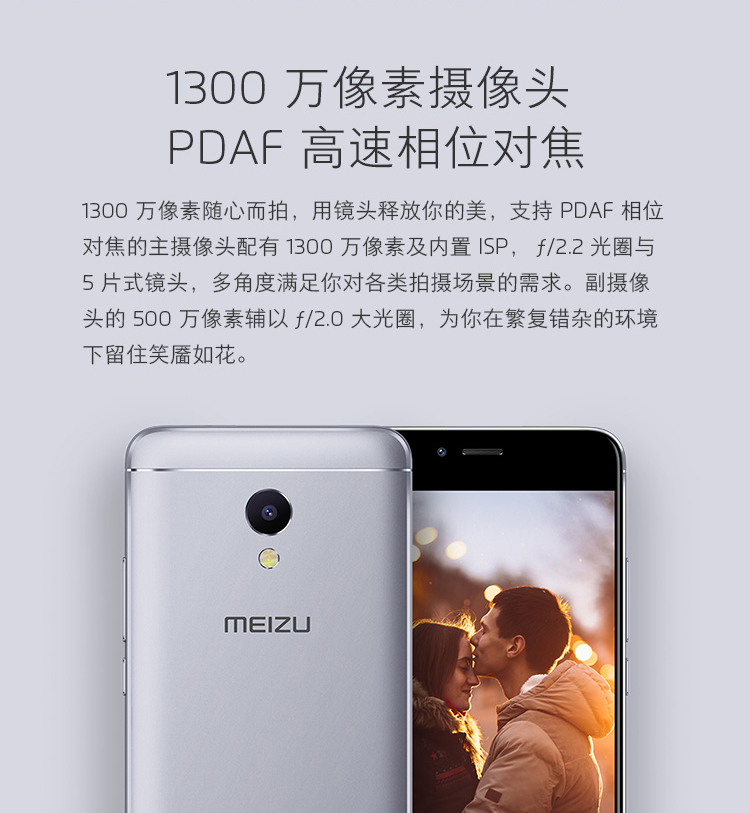 1300 万像素摄像头
PDAF 高速相位对焦
1300 万像素随心而拍，用镜头释放你的美，支持 PDAF 相位
对焦的主摄像头配有 1300 万像素及内置 ISP， ƒ/2.2 光圈与
5 片式镜头，多角度满足你对各类拍摄场景的需求。副摄像
头的 500 万像素辅以 ƒ/2.0 大光圈，为你在繁复错杂的环境
下留住笑靥如花。
MEIZU